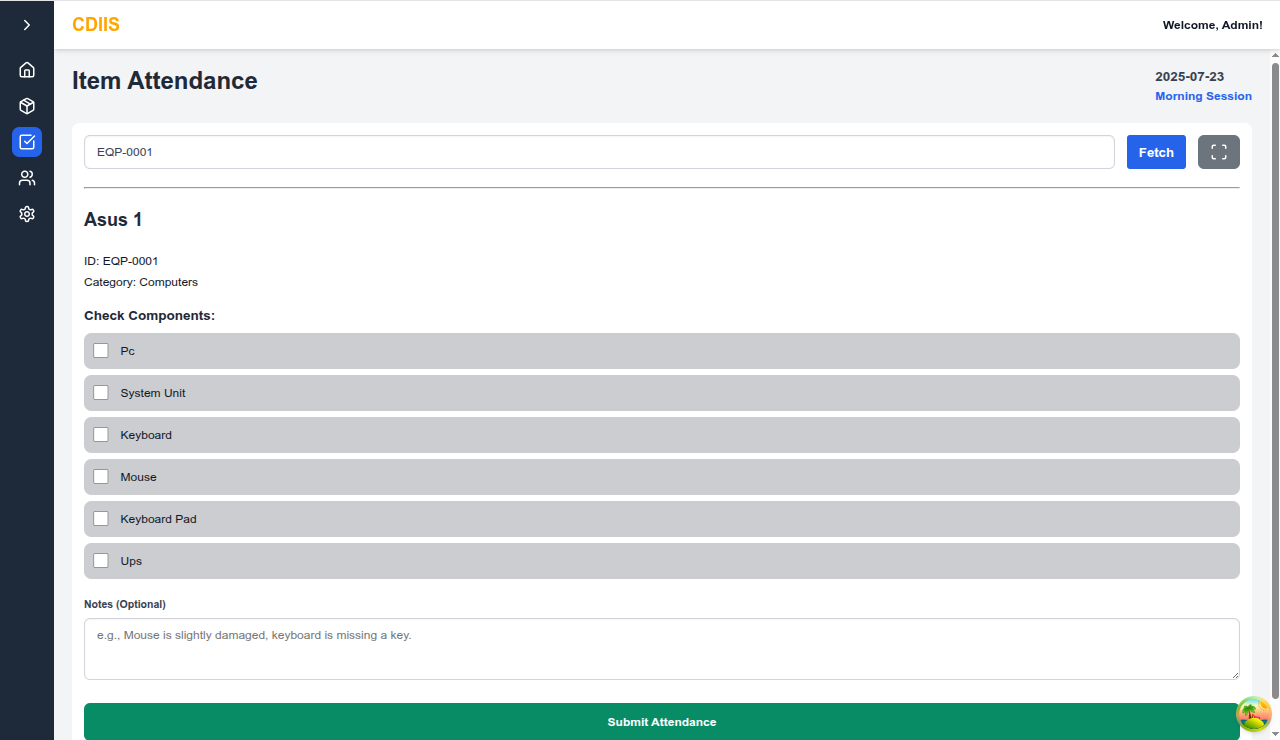 CDIIS
Welcome, Admin!
Item Attendance
2025-07-23
Morning Session
EQP-0001
Fetch
Asus 1
ID: EQP-0001
Category: Computers
Check Components:
Pc
System Unit
Keyboard
Mouse
Keyboard Pad
Ups
Notes (Optional)
e.g., Mouse is slightly damaged, keyboard is missing a key.
Submit Attendance